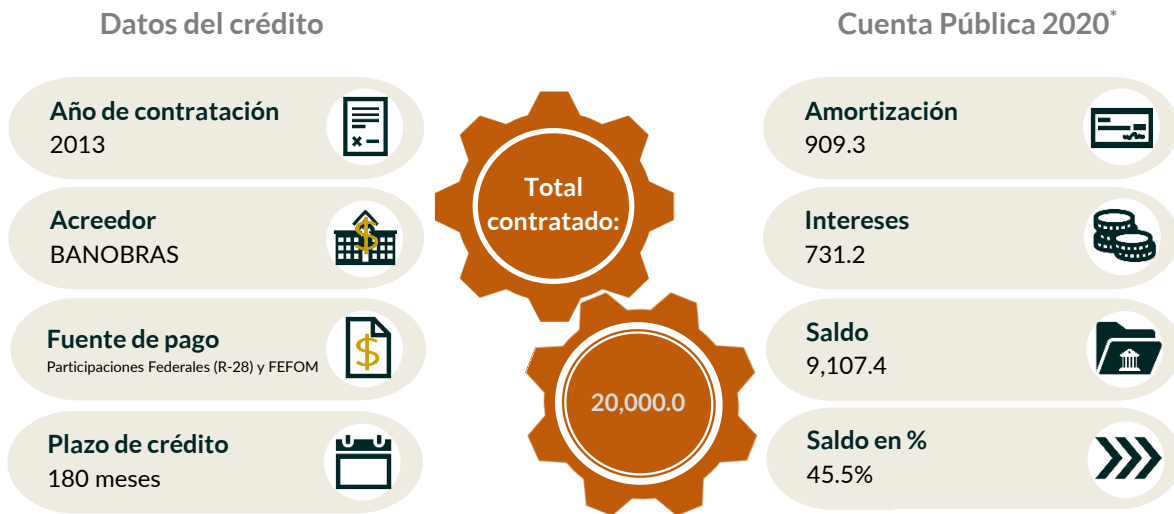 Datos del crédito
Año de contratación
2013
Acreedor
BANOBRAS
Fuente de pago
Participaciones Federales (R-28) y FEFOM
Plazo de crédito
180 meses
Total
contratado:
20,000.0
Cuenta Pública 2020*
Amortización
909.3
Intereses
731.2
Saldo
9,107.4
Saldo en %
45.5%